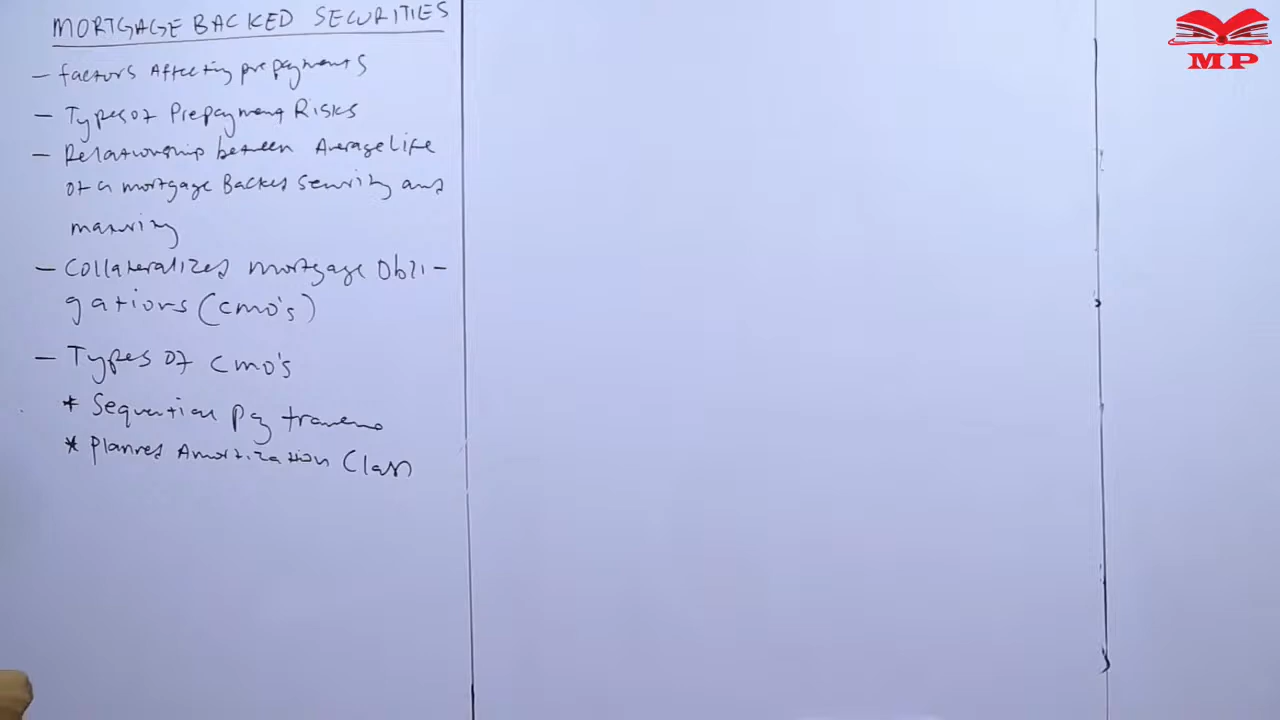 MORTGAGE BACKED SECURITIES
- factors Affecting prepayments
- Types of Prepayment Risks
- Relationship between Average Life
of a mortgage Backed Security and
maturity
- Collateralized mortgage Obli-
gations (cmo's)
- Types of cmo's
* Sequential Pay
* Planned Amortization Class
MP